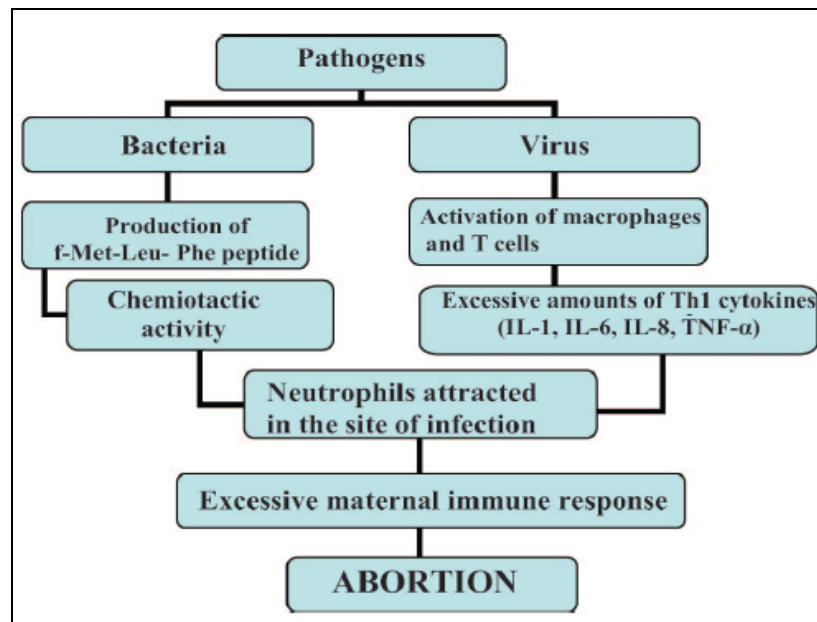 Pathogens
Bacteria
Virus
Production of
f-Met-Leu- Phe peptide
Activation of macrophages
and T cells
Chemiotactic
activity
Excessive amounts of Th1 cytokines
(IL-1, IL-6, IL-8, TNF-α)
Neutrophils attracted
in the site of infection
Excessive maternal immune response
ABORTION